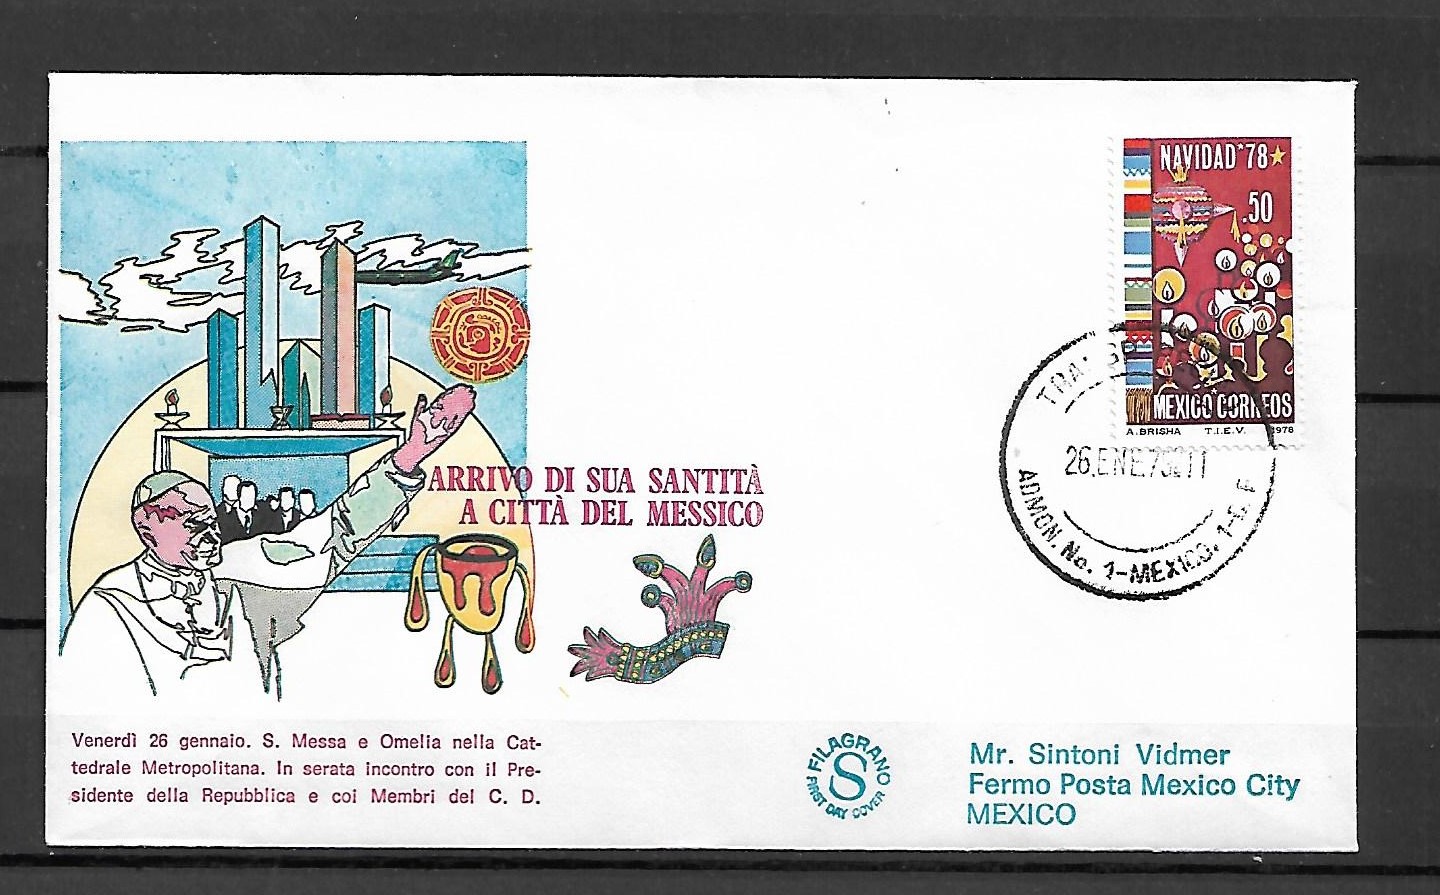 NAVIDAD*78★
.50
MEXICO CORREOS
A. BRISHA T.I.E.V. 1978
26.ENE.79
ADMON. No. 1-MEXICO. 1-
ARRIVO DI SUA SANTITÀ
A CITTÀ DEL MESSICO
Venerdì 26 gennaio. S. Messa e Omelia nella Cat-
tedrale Metropolitana. In serata incontro con il Pre-
sidente della Repubblica e coi Membri del C. D.
FILAGRANO
S
FIRST DAY COVER
Mr. Sintoni Vidmer
Fermo Posta Mexico City
MEXICO